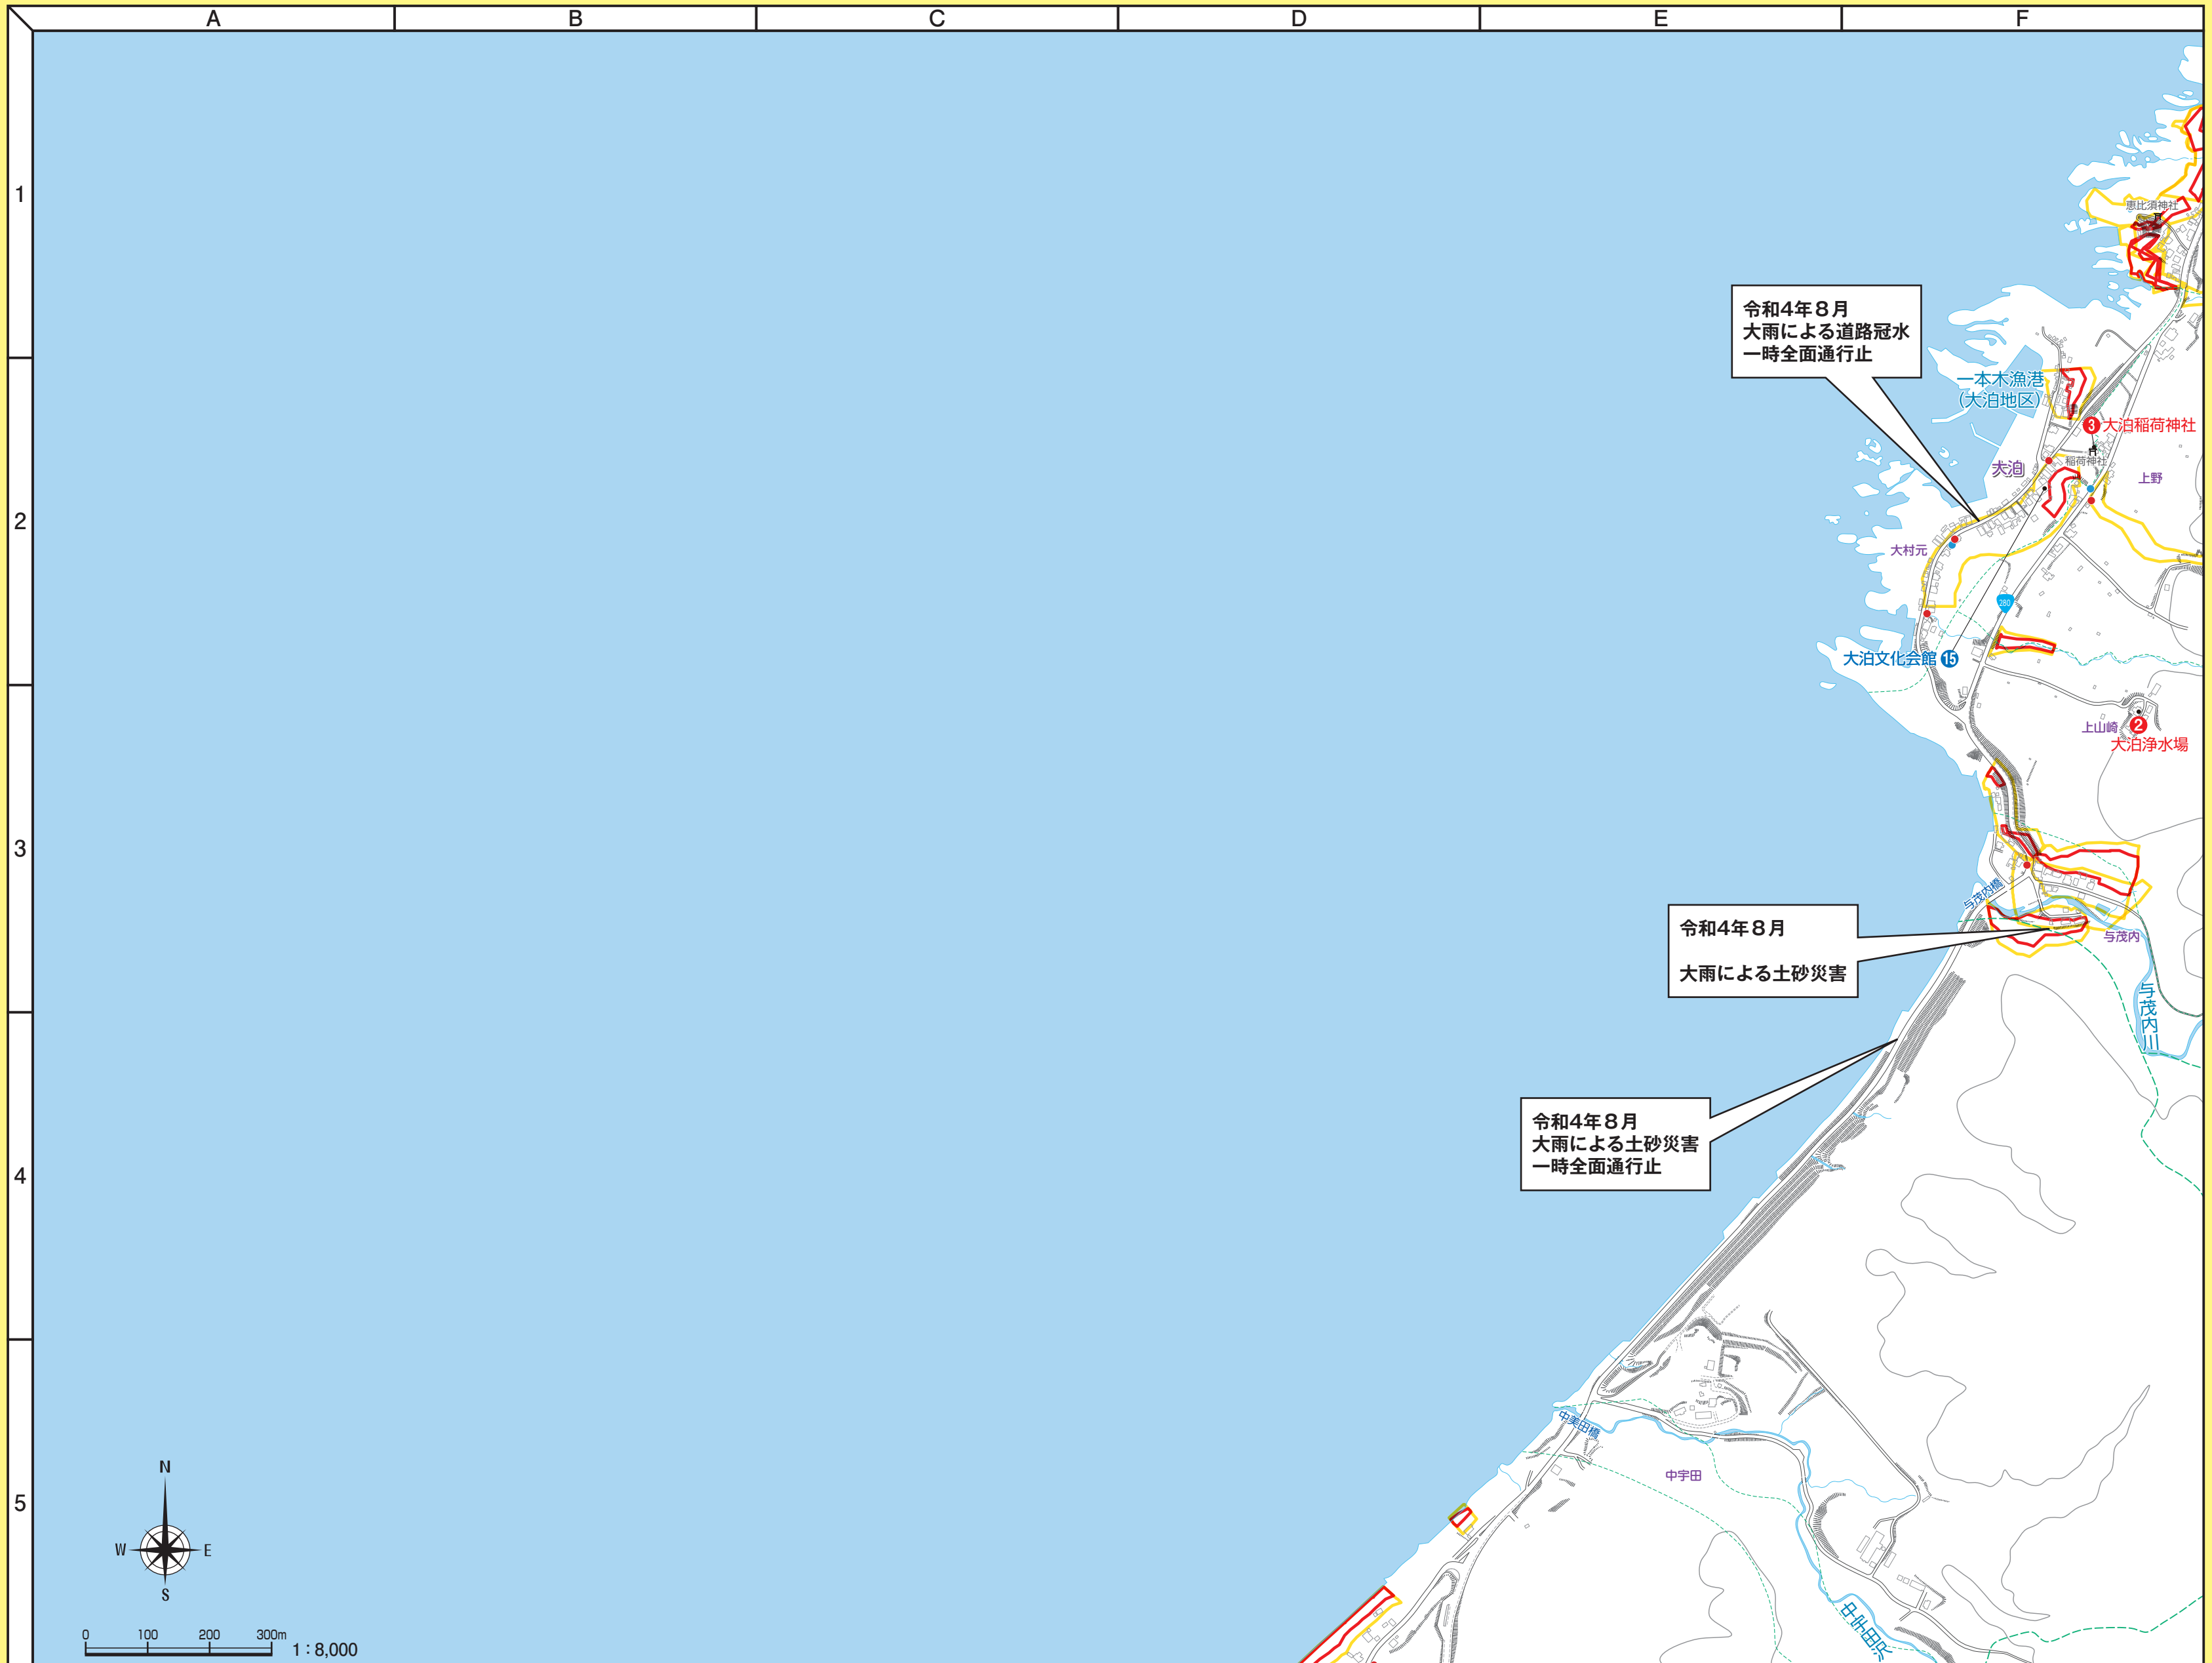 A
B
C
D
E
F
1
2
3
4
5
恵比須神社
令和4年8月
大雨による道路冠水
一時全面通行止
一本木漁港
(大泊地区)
3 大泊稲荷神社
稲荷神社
大泊
上野
大村元
280
大泊文化会館 15
上山崎 2
大泊浄水場
与茂内橋
令和4年8月
大雨による土砂災害
与茂内
与茂内川
令和4年8月
大雨による土砂災害
一時全面通行止
中美田橋
中宇田
中宇田沢
N
W
E
S
0 100 200 300m
1:8,000